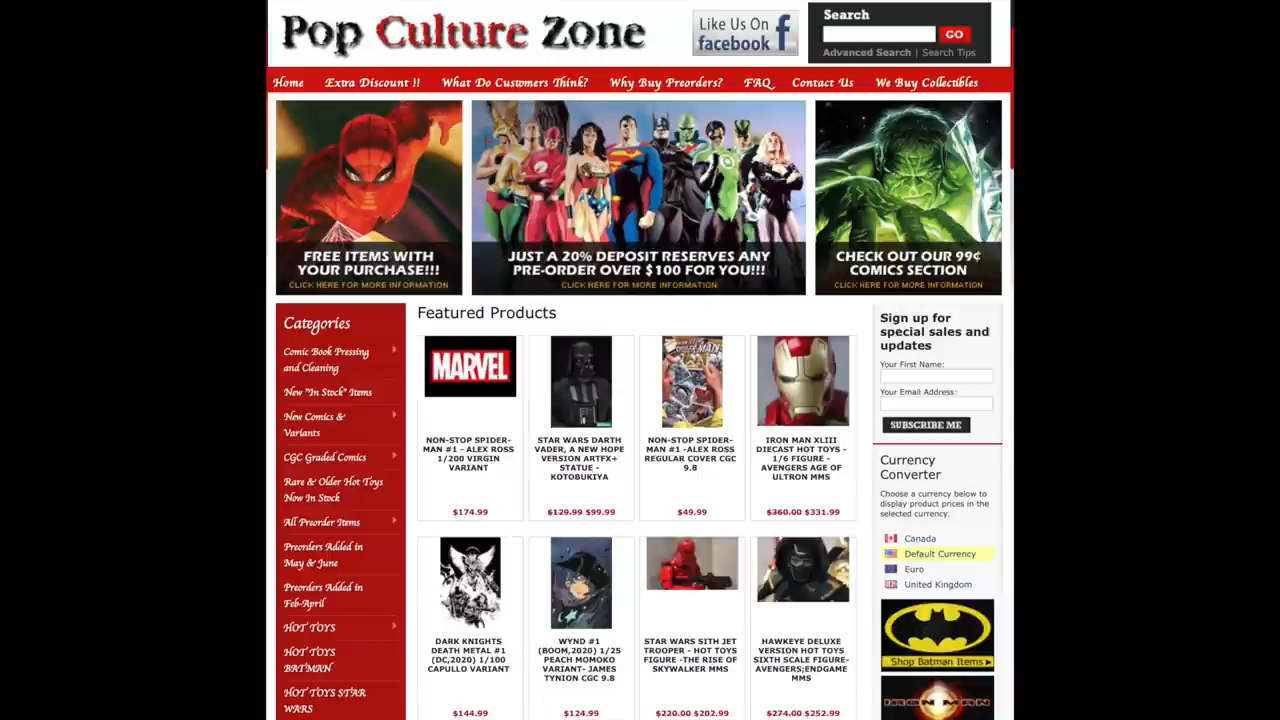 Pop Culture Zone
Like Us On
facebook
Search
GO
Advanced Search | Search Tips
Home
Extra Discount !!
What Do Customers Think?
Why Buy Preorders?
FAQ
Contact Us
We Buy Collectibles
FREE ITEMS WITH
YOUR PURCHASE!!!
CLICK HERE FOR MORE INFORMATION
JUST A 20% DEPOSIT RESERVES ANY
PRE-ORDER OVER $100 FOR YOU!!!
CLICK HERE FOR MORE INFORMATION
CHECK OUT OUR 99¢
COMICS SECTION
CLICK HERE FOR MORE INFORMATION
Categories
Comic Book Pressing
and Cleaning
New "In Stock" Items
New Comics &
Variants
CGC Graded Comics
Rare & Older Hot Toys
Now In Stock
All Preorder Items
Preorders Added in
May & June
Preorders Added in
Feb-April
HOT TOYS
HOT TOYS
BATMAN
HOT TOYS STAR
WARS
Featured Products
MARVEL
NON-STOP SPIDER-
MAN #1 - ALEX ROSS
1/200 VIRGIN
VARIANT
$174.99
STAR WARS DARTH
VADER, A NEW HOPE
VERSION ARTFX+
STATUE -
KOTOBUKIYA
$129.99 $99.99
SPIDER-MAN
NON-STOP SPIDER-
MAN #1 -ALEX ROSS
REGULAR COVER CGC
9.8
$49.99
IRON MAN XLIII
DIECAST HOT TOYS -
1/6 FIGURE -
AVENGERS AGE OF
ULTRON MMS
$360.00 $331.99
DARK KNIGHTS
DEATH METAL #1
(DC,2020) 1/100
CAPULLO VARIANT
$144.99
WYND #1
(BOOM,2020) 1/25
PEACH MOMOKO
VARIANT- JAMES
TYNION CGC 9.8
$124.99
STAR WARS SITH JET
TROOPER - HOT TOYS
FIGURE -THE RISE OF
SKYWALKER MMS
$220.00 $202.99
HAWKEYE DELUXE
VERSION HOT TOYS
SIXTH SCALE FIGURE-
AVENGERS;ENDGAME
MMS
$274.00 $252.99
Sign up for
special sales and
updates
Your First Name:
Your Email Address:
SUBSCRIBE ME
Currency
Converter
Choose a currency below to
display product prices in the
selected currency.
Canada
Default Currency
Euro
United Kingdom
Shop Batman Items
IRON MAN